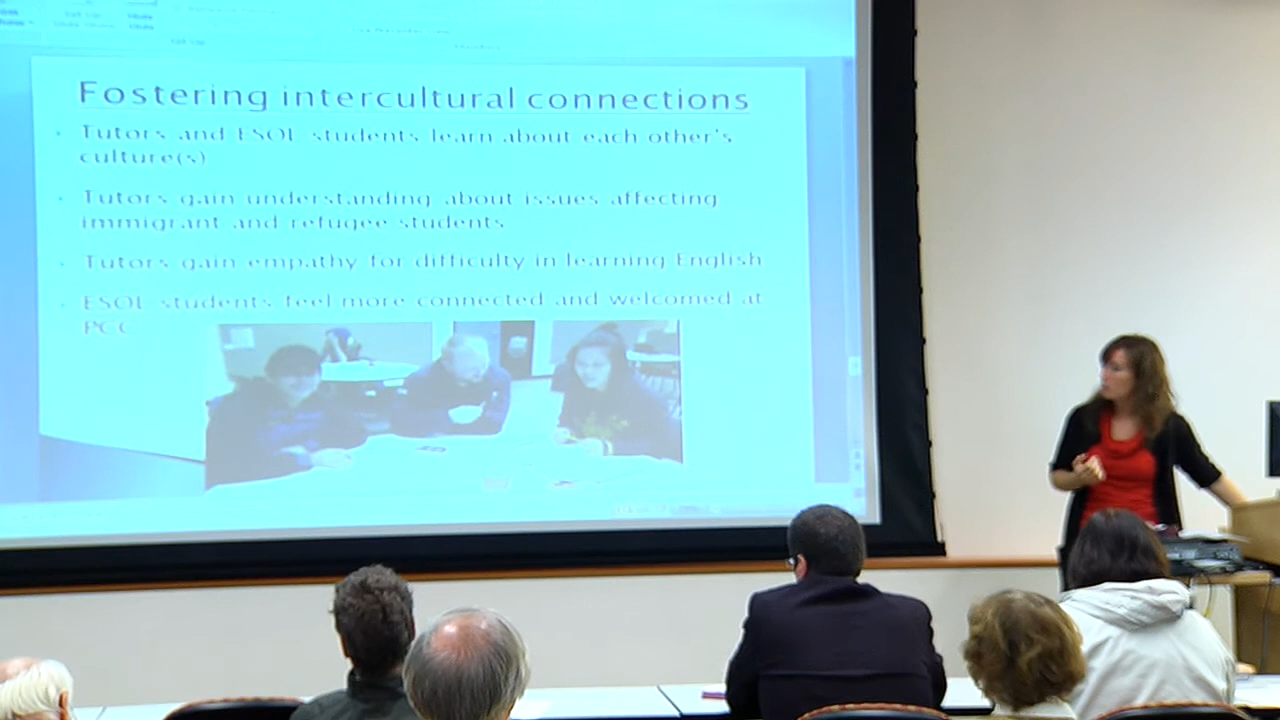 Fostering intercultural connections
Tutors and ESOL students learn about each other's
culture(s)
Tutors gain understanding about issues affecting
immigrant and refugee students
Tutors gain empathy for difficulty in learning English
ESOL students feel more connected and welcomed at
PCC